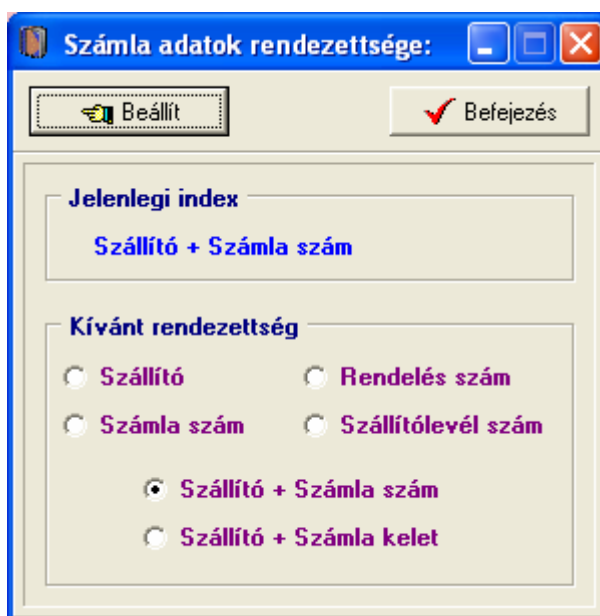 Számla adatok rendezettsége:
Beállít Befejezés
Jelenlegi index
Szállító + Számla szám
Kívánt rendezettség
Szállító Rendelés szám
Számla szám Szállítólevél szám
Szállító + Számla szám
Szállító + Számla kelet